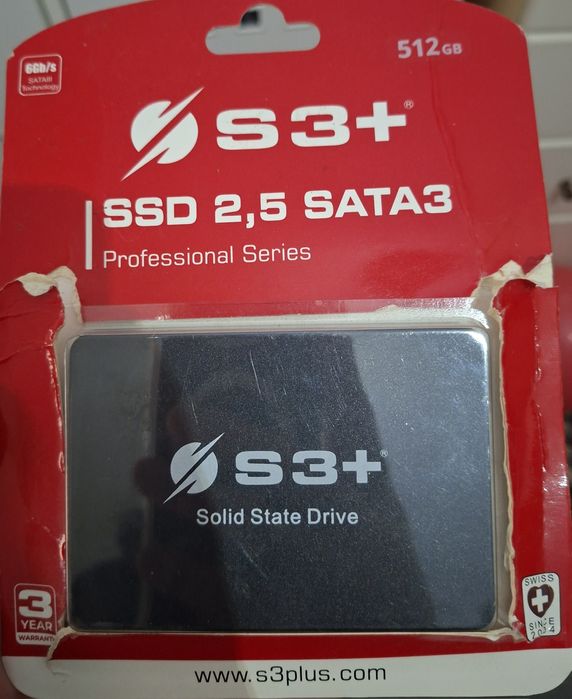 512GB
6Gb/s
SATAIII
Technology
S3+®
SSD 2,5 SATA3
Professional Series
S3+®
Solid State Drive
3
YEAR
WARRANTY
SWISS
SINCE
www.s3plus.com